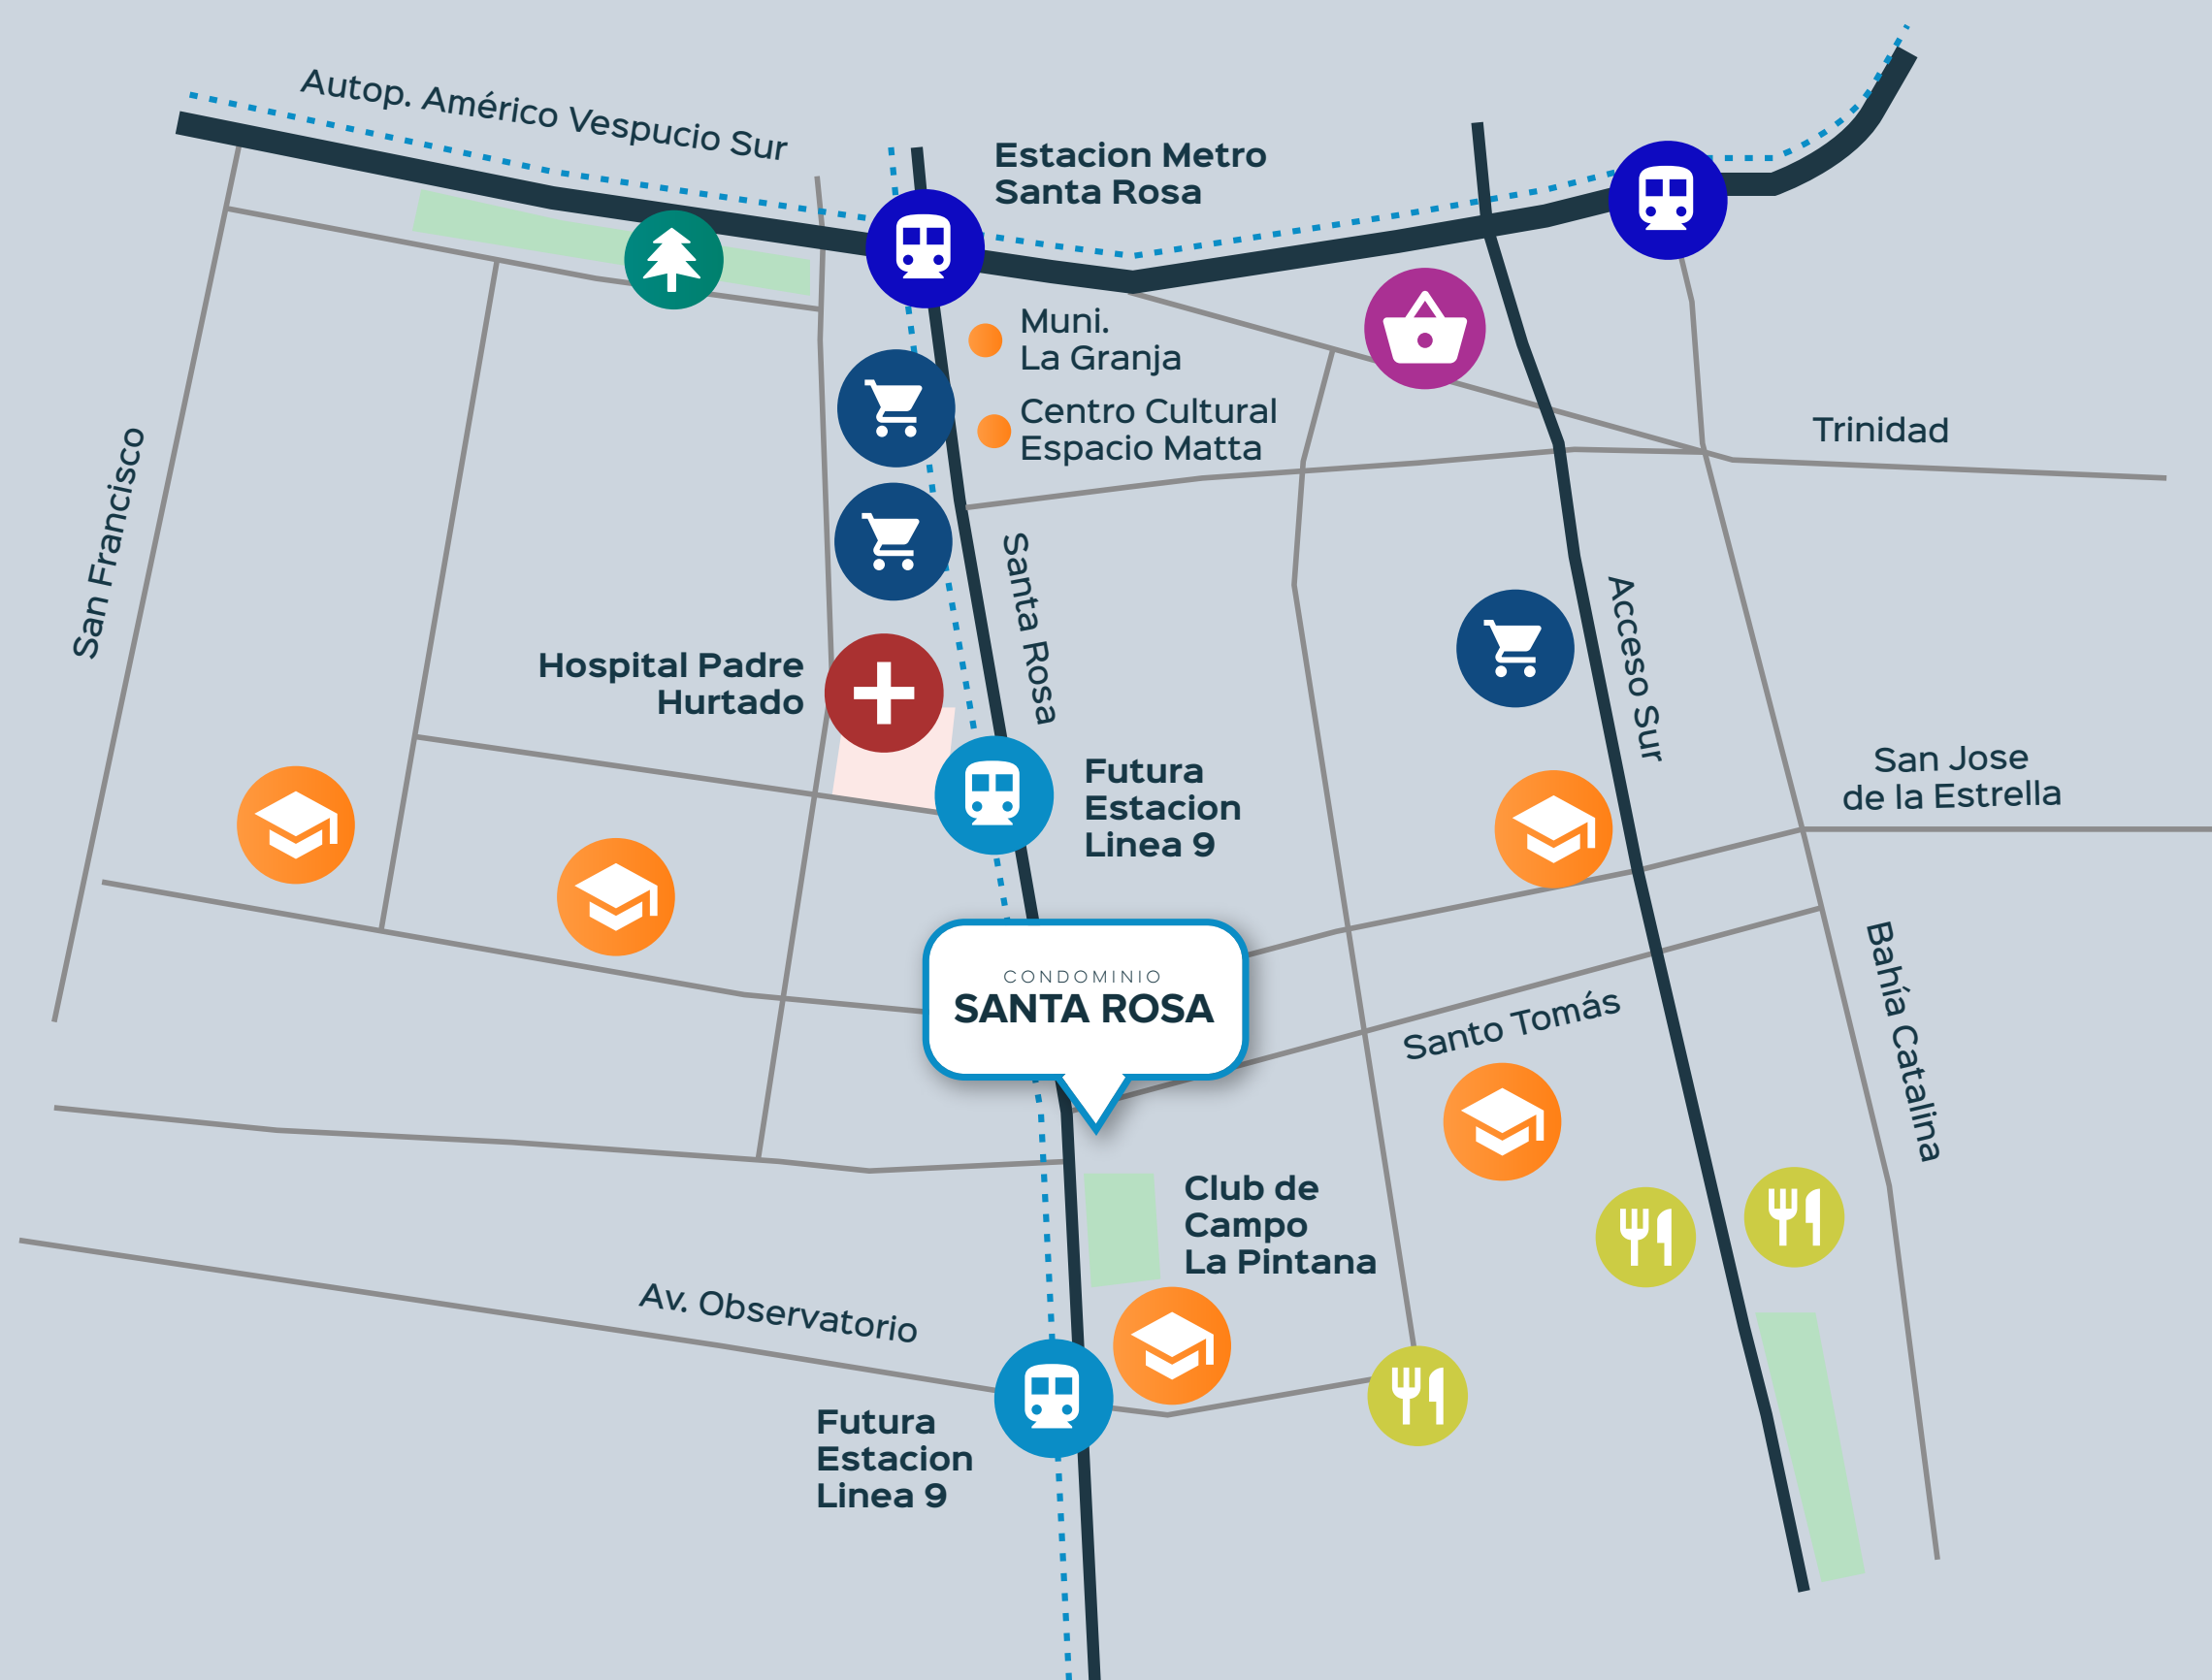 Autop. Américo Vespucio Sur
Estacion Metro
Santa Rosa
Muni.
La Granja
Centro Cultural
Espacio Matta
Trinidad
San Francisco
Santa Rosa
Acceso Sur
Hospital Padre
Hurtado
Futura
Estacion
Linea 9
San Jose
de la Estrella
CONDOMINIO
SANTA ROSA
Santo Tomás
Bahía Catalina
Club de
Campo
La Pintana
Av. Observatorio
Futura
Estacion
Linea 9